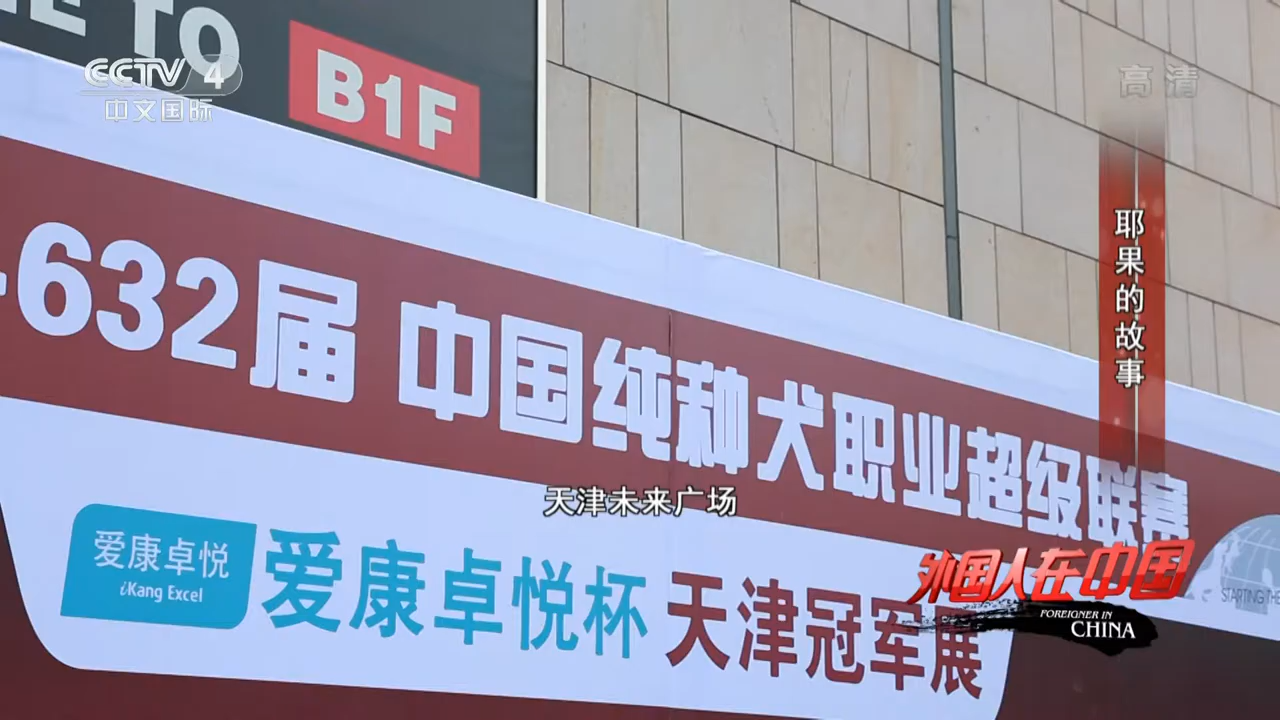 TO
B1F
CCTV 4
中文国际
高清
耶果的故事
-632届 中国纯种犬职业超级联赛
天津未来广场
爱康卓悦
iKang Excel
爱康卓悦杯 天津冠军展
外国人在中国
FOREIGNER IN
CHINA
STARTING THE